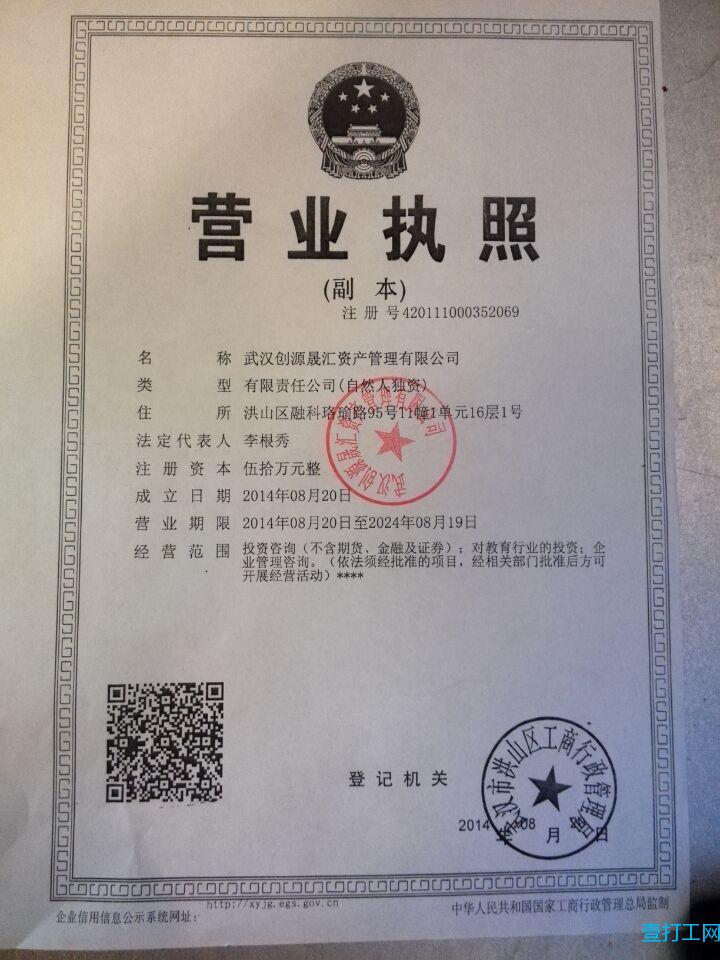 营业执照
(副 本)
注 册 号420111000352069
名 称 武汉创源晟汇资产管理有限公司
类 型 有限责任公司(自然人独资)
住 所 洪山区融科珞瑜路95号T1幢1单元16层1号
法定代表人 李根秀
注册资本 伍拾万元整
成立日期 2014年08月20日
营业期限 2014年08月20日至2024年08月19日
经营范围 投资咨询（不含期货、金融及证券）；对教育行业的投资；企
业管理咨询。（依法须经批准的项目，经相关部门批准后方可
开展经营活动）****
武汉创源晟汇资产管理有限公司
登记机关
武汉市洪山区工商行政管理局
2014年08月 日
企业信用信息公示系统网址：
http://xyjg.egs.gov.cn
中华人民共和国国家工商行政管理总局监制
壹打工网